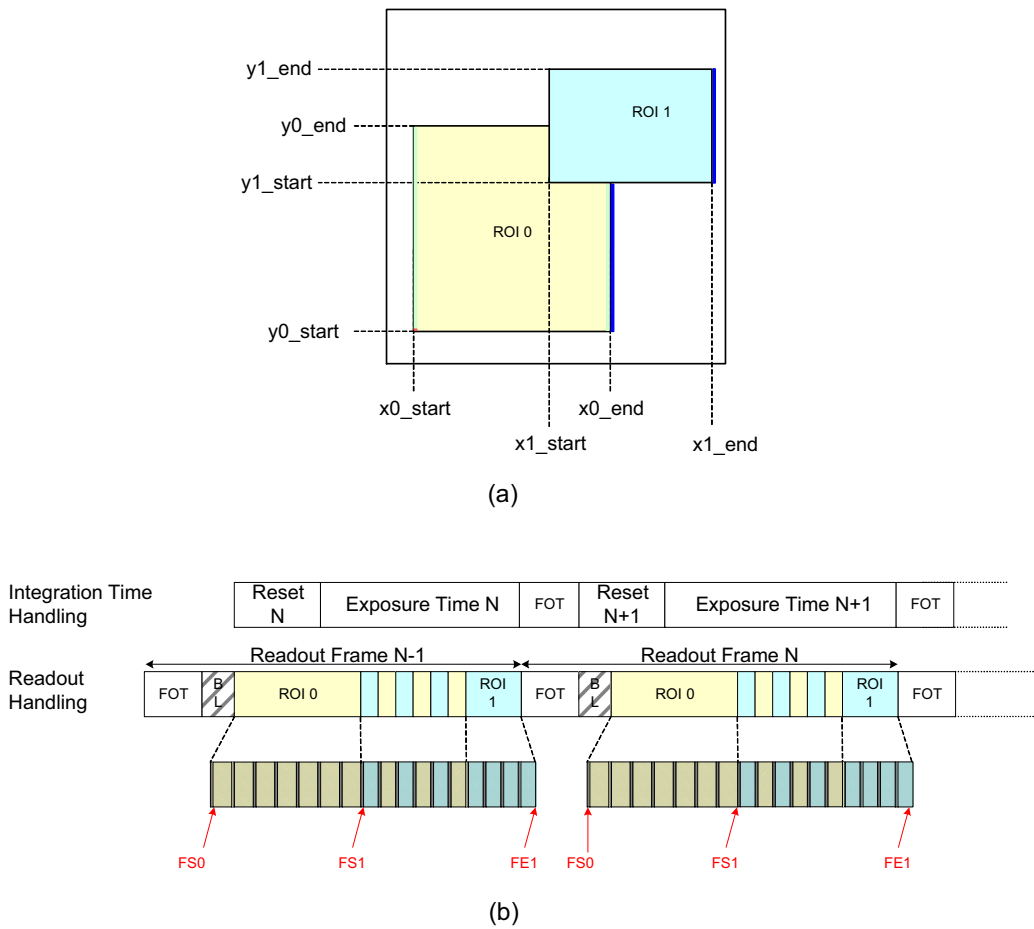 y1_end
ROI 1
y0_end
y1_start
ROI 0
y0_start
x0_start
x0_end
x1_start
x1_end
(a)
Integration Time
Handling
Reset
N
Exposure Time N
FOT
Reset
N+1
Exposure Time N+1
FOT
Readout Frame N-1
Readout Frame N
Readout
Handling
FOT
B
L
ROI 0
ROI
1
FOT
B
L
ROI 0
ROI
1
FOT
FS0
FS1
FE1
FS0
FS1
FE1
(b)